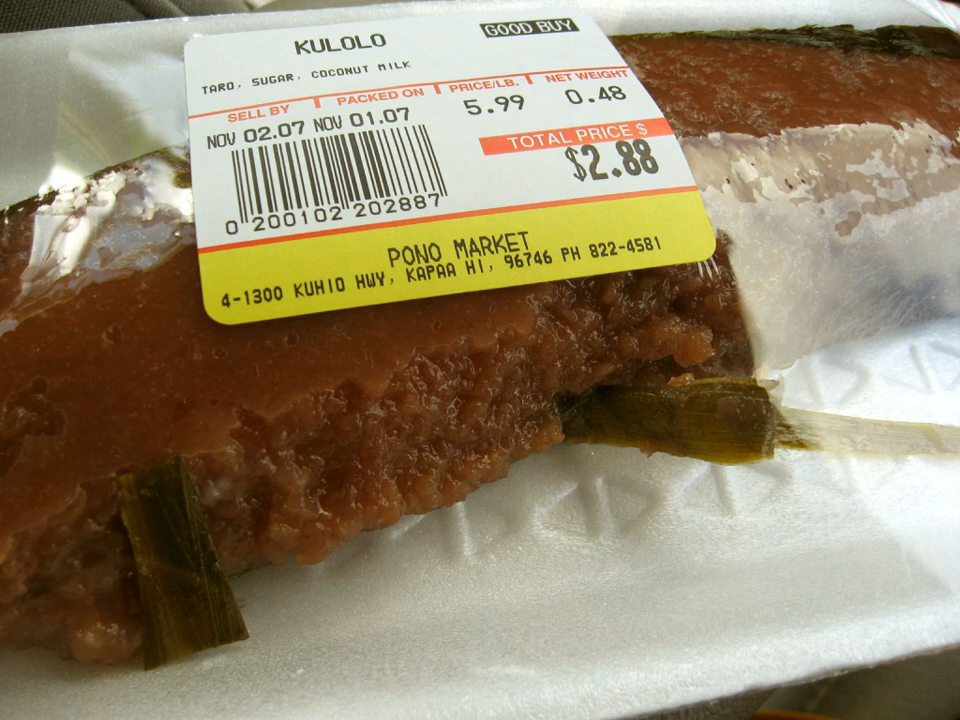 KULOLO
GOOD BUY
TARO, SUGAR, COCONUT MILK
SELL BY PACKED ON PRICE/LB. NET WEIGHT
NOV 02.07 NOV 01.07 5.99 0.48
TOTAL PRICE $
$2.88
0 200102 202887
PONO MARKET
4-1300 KUHIO HWY, KAPAA HI, 96746 PH 822-4581